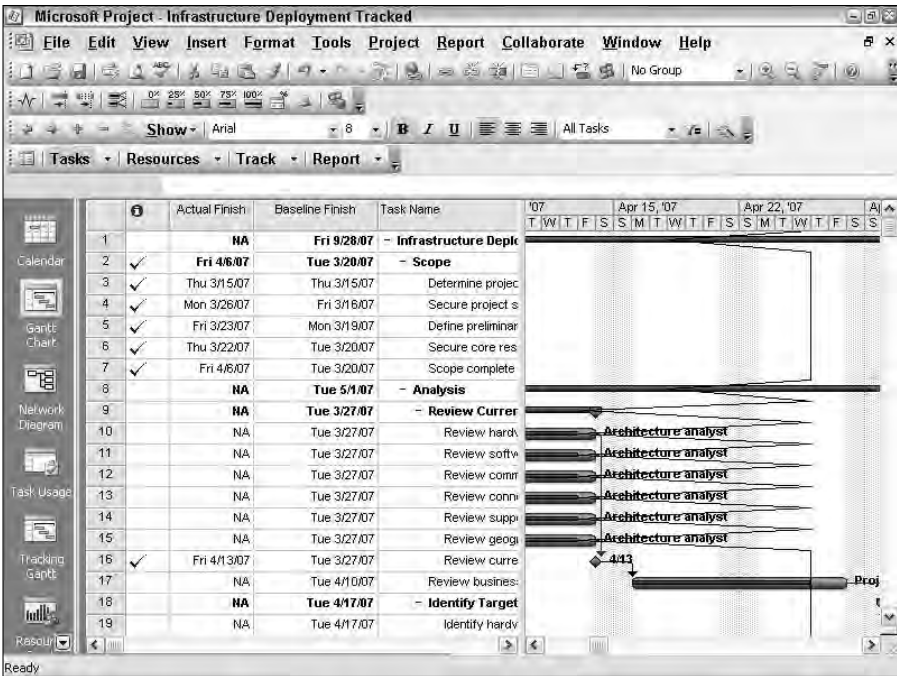 Microsoft Project - Infrastructure Deployment Tracked
File Edit View Insert Format Tools Project Report Collaborate Window Help
No Group
0% 25% 50% 75% 100%
Show Arial 8 B I U All Tasks
Tasks Resources Track Report
Actual Finish Baseline Finish Task Name '07 Apr 15, '07 Apr 22, '07 A
T W T F S S M T W T F S S M T W T F S S
1 NA Fri 9/28/07 − Infrastructure Deplo
2 Fri 4/6/07 Tue 3/20/07 − Scope
3 Thu 3/15/07 Thu 3/15/07 Determine projec
4 Mon 3/26/07 Fri 3/16/07 Secure project s
5 Fri 3/23/07 Mon 3/19/07 Define preliminar
6 Thu 3/22/07 Tue 3/20/07 Secure core res
7 Fri 4/6/07 Tue 3/20/07 Scope complete
8 NA Tue 5/1/07 − Analysis
9 NA Tue 3/27/07 − Review Currer
10 NA Tue 3/27/07 Review hardv Architecture analyst
11 NA Tue 3/27/07 Review softv Architecture analyst
12 NA Tue 3/27/07 Review comr Architecture analyst
13 NA Tue 3/27/07 Review conn Architecture analyst
14 NA Tue 3/27/07 Review supp Architecture analyst
15 NA Tue 3/27/07 Review geog Architecture analyst
16 Fri 4/13/07 Tue 3/27/07 Review curre 4/13
17 NA Tue 4/10/07 Review busines Proj
18 NA Tue 4/17/07 − Identify Target
19 NA Tue 4/17/07 Identify hardv
Calendar
Gantt
Chart
Network
Diagram
Task Usage
Tracking
Gantt
Resour
Ready